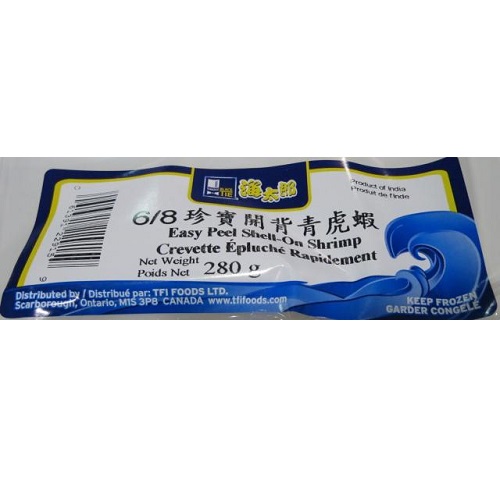 海太郎
Product of India
Produit de l'Inde
6/8 珍寶開背青虎蝦
Easy Peel Shell-On Shrimp
Crevette Épluché Rapidement
Net Weight
Poids Net 280 g
Distributed by / Distribué par: TFI FOODS LTD.
Scarborough, Ontario, M1S 3P8 CANADA www.tfifoods.com
KEEP FROZEN
GARDER CONGELÉ